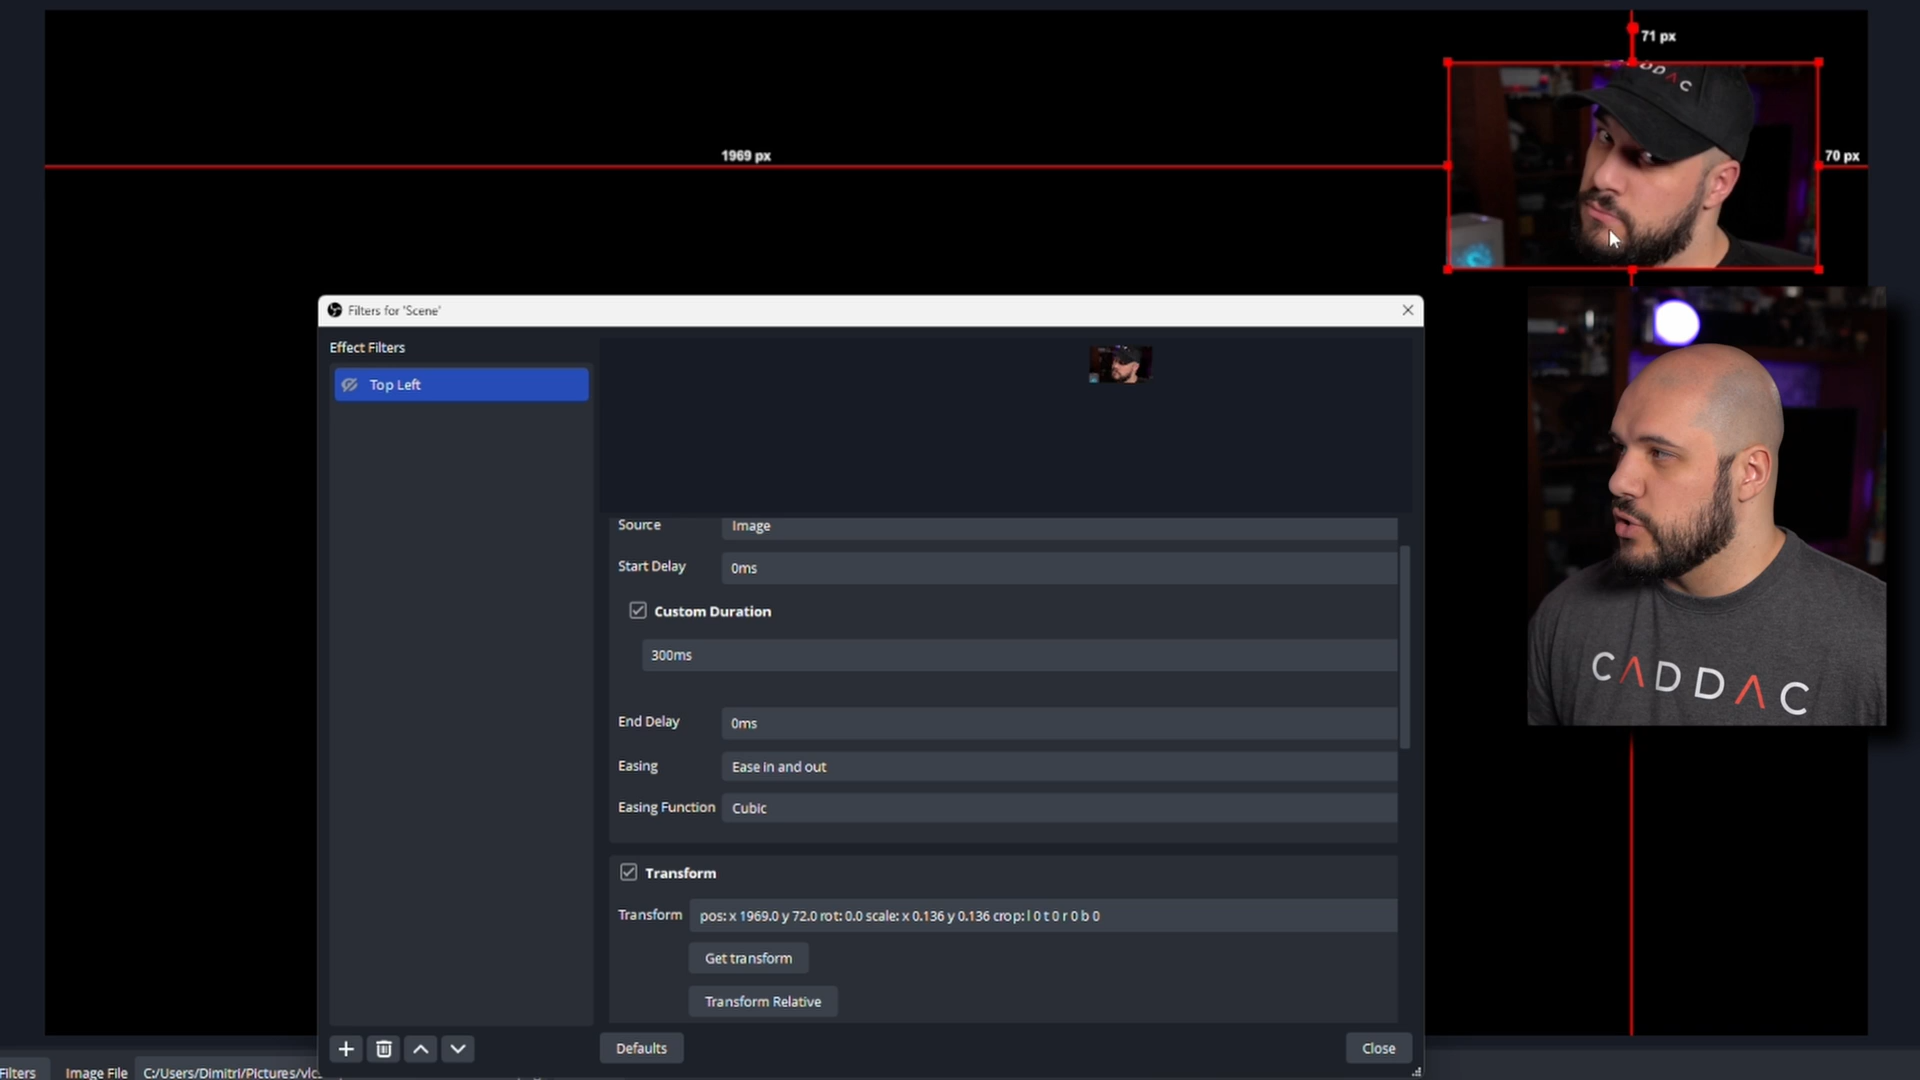 71 px
CADDAC
1969 px
70 px
Filters for 'Scene'
Effect Filters
Top Left
Source Image
Start Delay 0ms
Custom Duration
300ms
End Delay 0ms
Easing Ease in and out
Easing Function Cubic
Transform
Transform pos: x 1969.0 y 72.0 rot: 0.0 scale: x 0.136 y 0.136 crop: l 0 t 0 r 0 b 0
Get transform
Transform Relative
Defaults
Close
Filters
Image File
C:/Users/Dimitri/Pictures/vlc